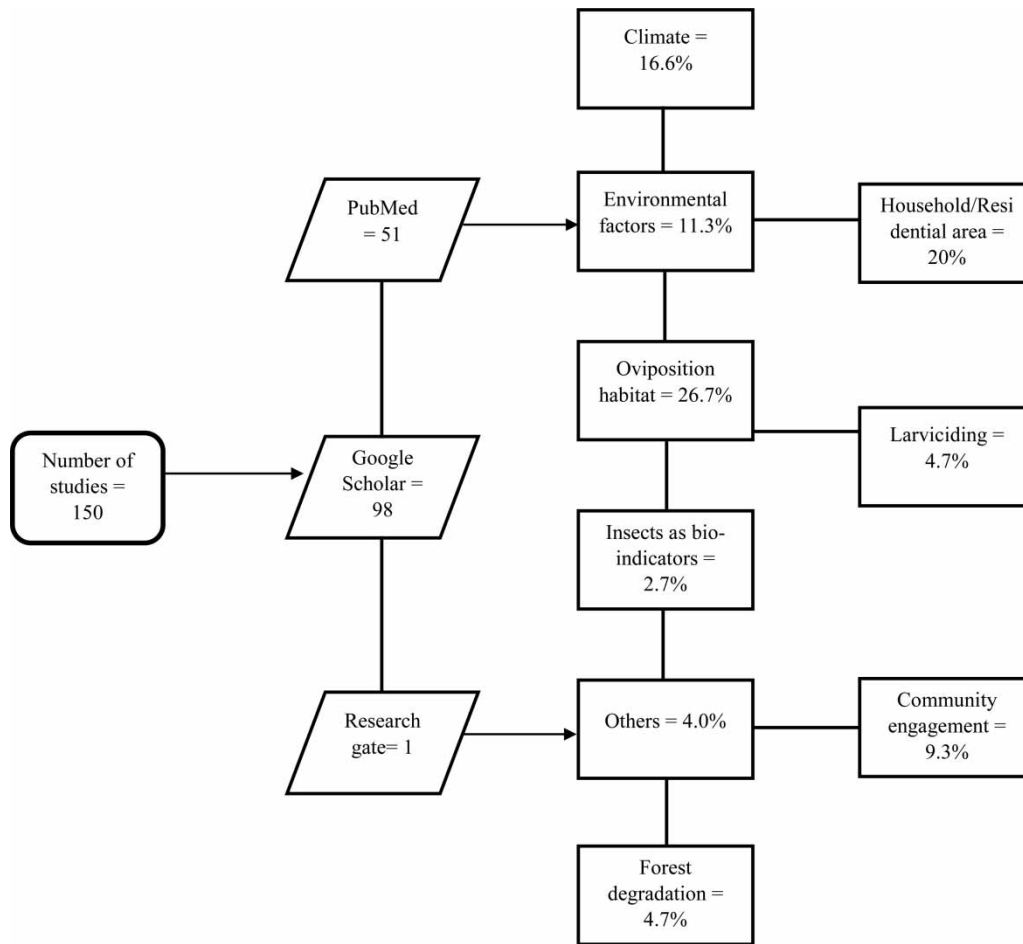 Climate =
16.6%
PubMed
= 51
Environmental
factors = 11.3%
Household/Resi
dential area =
20%
Oviposition
habitat = 26.7%
Number of
studies =
150
Google
Scholar =
98
Larviciding =
4.7%
Insects as bio-
indicators =
2.7%
Research
gate= 1
Others = 4.0%
Community
engagement =
9.3%
Forest
degradation =
4.7%